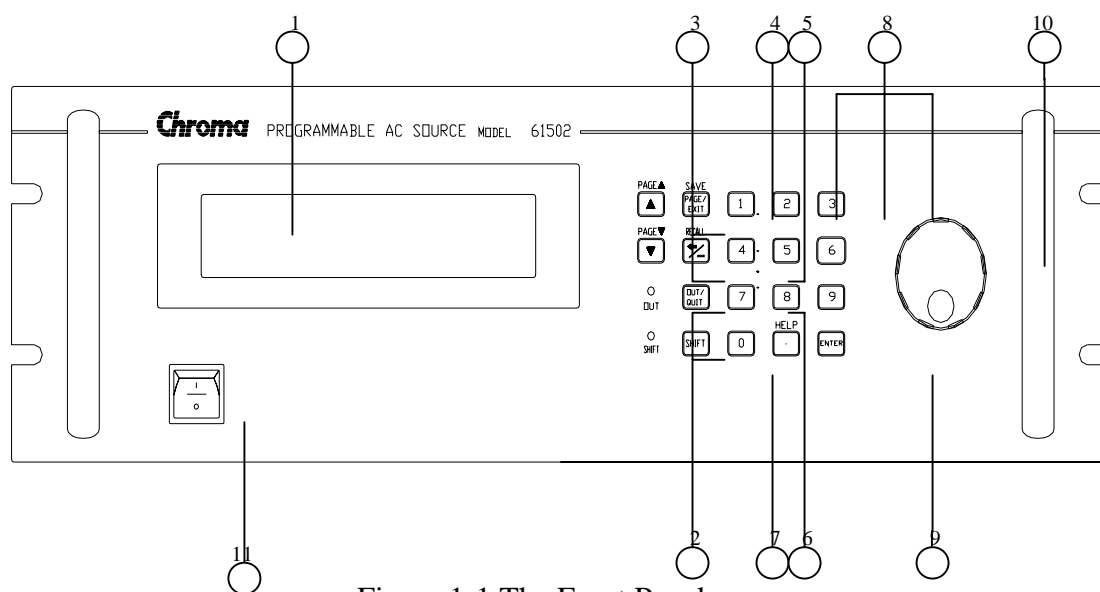 1 3 4 5 8 10
Chroma PROGRAMMABLE AC SOURCE MODEL 61502
PAGE▲ SAVE
▲ PAGE/EXIT 1 . 2 3
PAGE▼ RECALL
▼ 4 5 6
OUT OUT/QUIT 7 8 9
HELP
SHIFT SHIFT 0 . ENTER
I
O
2 7 6 9
11
Figure 1-1 The Front Panel